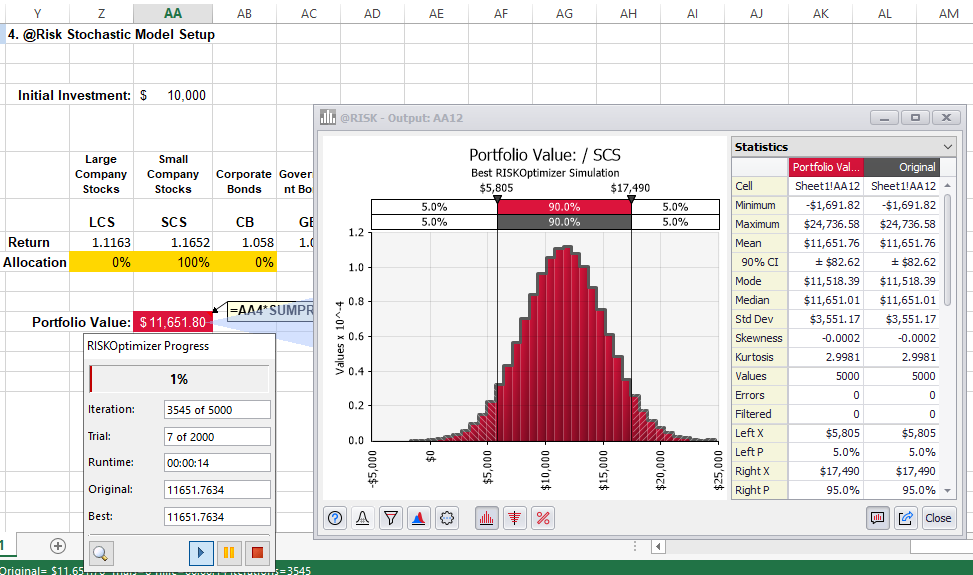 Y Z AA AB AC AD AE AF AG AH AI AJ AK AL AM
4. @Risk Stochastic Model Setup
Initial Investment: $ 10,000
Large Company Stocks
Small Company Stocks
Corporate Bonds
Gover
nt Bo
LCS SCS CB
Return 1.1163 1.1652 1.058 1.0
Allocation 0% 100% 0%
Portfolio Value: $11,651.80
=AA4*SUMPR
RISKOptimizer Progress
1%
Iteration: 3545 of 5000
Trial: 7 of 2000
Runtime: 00:00:14
Original: 11651.7634
Best: 11651.7634
@RISK - Output: AA12
Portfolio Value: / SCS
Best RISKOptimizer Simulation
$5,805 $17,490
5.0% 90.0% 5.0%
5.0% 90.0% 5.0%
Values x 10^-4
1.2
1.0
0.8
0.6
0.4
0.2
0.0
-$5,000 $0 $5,000 $10,000 $15,000 $20,000 $25,000
Statistics
Portfolio Val... Original
Cell Sheet1!AA12 Sheet1!AA12
Minimum -$1,691.82 -$1,691.82
Maximum $24,736.58 $24,736.58
Mean $11,651.76 $11,651.76
90% CI ± $82.62 ± $82.62
Mode $11,518.39 $11,518.39
Median $11,651.01 $11,651.01
Std Dev $3,551.17 $3,551.17
Skewness -0.0002 -0.0002
Kurtosis 2.9981 2.9981
Values 5000 5000
Errors 0 0
Filtered 0 0
Left X $5,805 $5,805
Left P 5.0% 5.0%
Right X $17,490 $17,490
Right P 95.0% 95.0%
Close
1